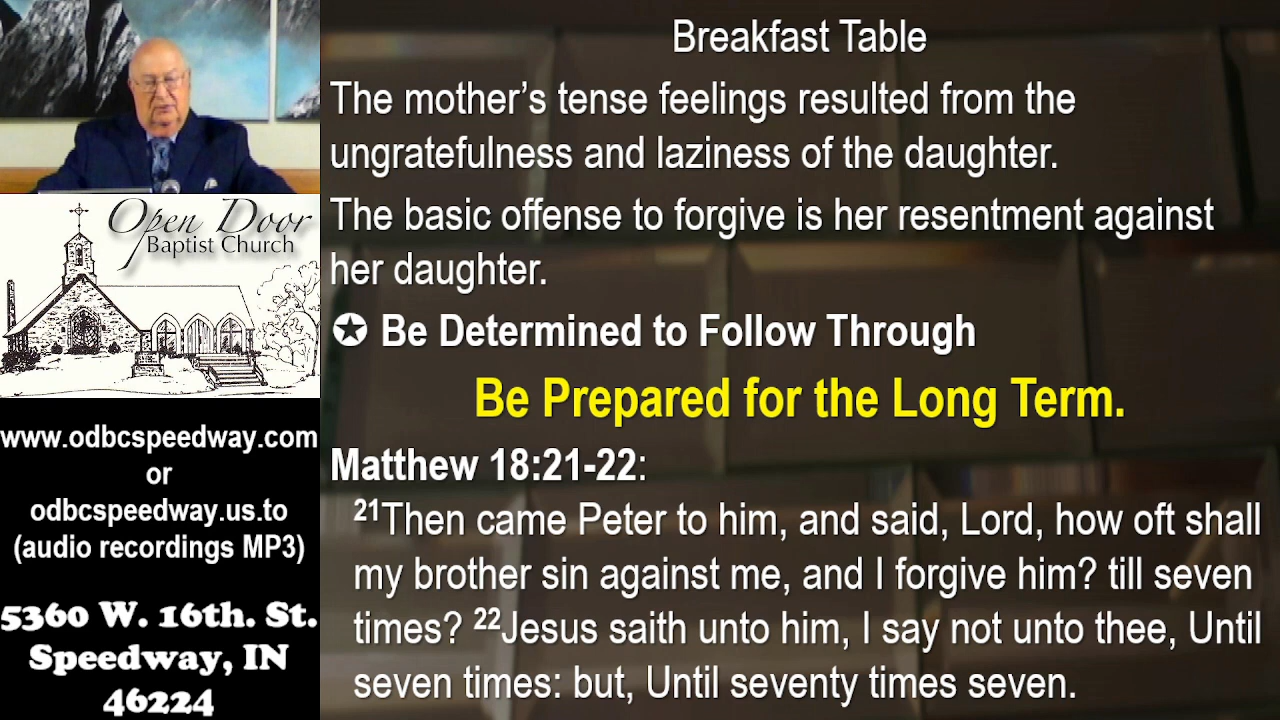 Open Door
Baptist Church
www.odbcspeedway.com
or
odbcspeedway.us.to
(audio recordings MP3)
5360 W. 16th. St.
Speedway, IN
46224
Breakfast Table
The mother’s tense feelings resulted from the
ungratefulness and laziness of the daughter.
The basic offense to forgive is her resentment against
her daughter.
✪ Be Determined to Follow Through
Be Prepared for the Long Term.
Matthew 18:21-22:
21Then came Peter to him, and said, Lord, how oft shall
my brother sin against me, and I forgive him? till seven
times? 22Jesus saith unto him, I say not unto thee, Until
seven times: but, Until seventy times seven.